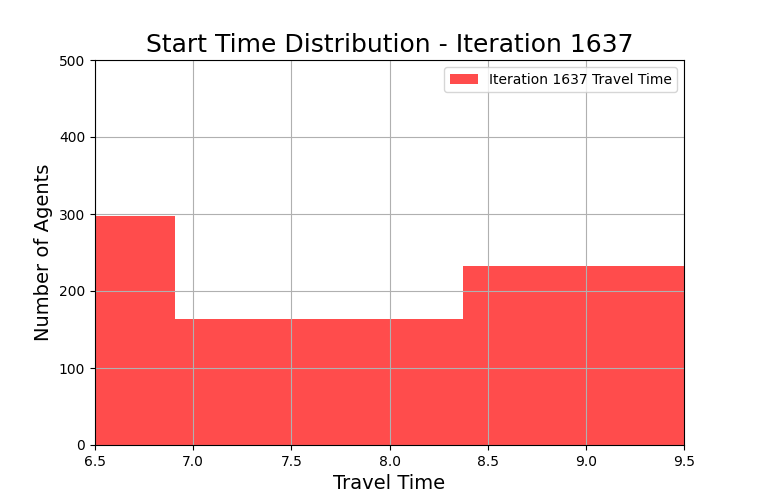 Start Time Distribution - Iteration 1637
Iteration 1637 Travel Time
Number of Agents
500
400
300
200
100
0
6.5 7.0 7.5 8.0 8.5 9.0 9.5
Travel Time